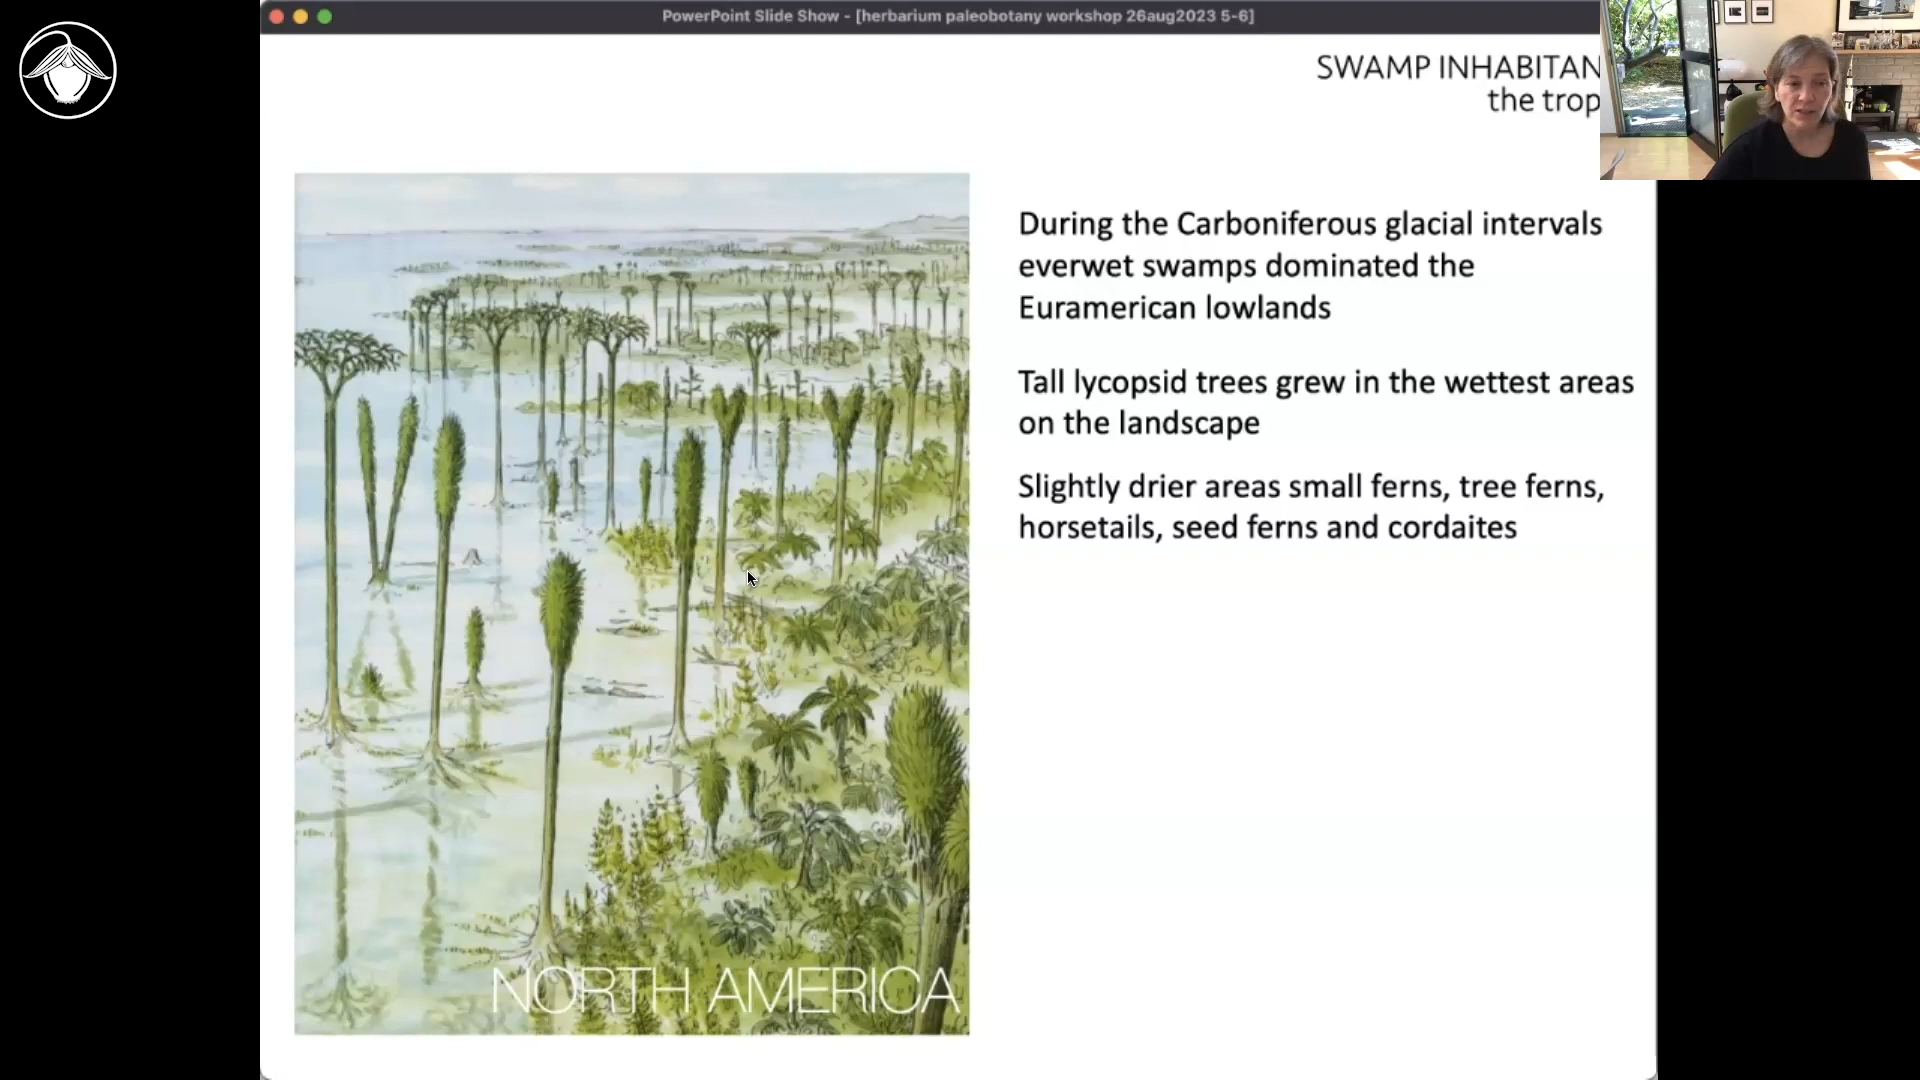 PowerPoint Slide Show - [herbarium paleobotany workshop 26aug2023 5-6]
SWAMP INHABITAN
the trop
During the Carboniferous glacial intervals
everwet swamps dominated the
Euramerican lowlands
Tall lycopsid trees grew in the wettest areas
on the landscape
Slightly drier areas small ferns, tree ferns,
horsetails, seed ferns and cordaites
NORTH AMERICA